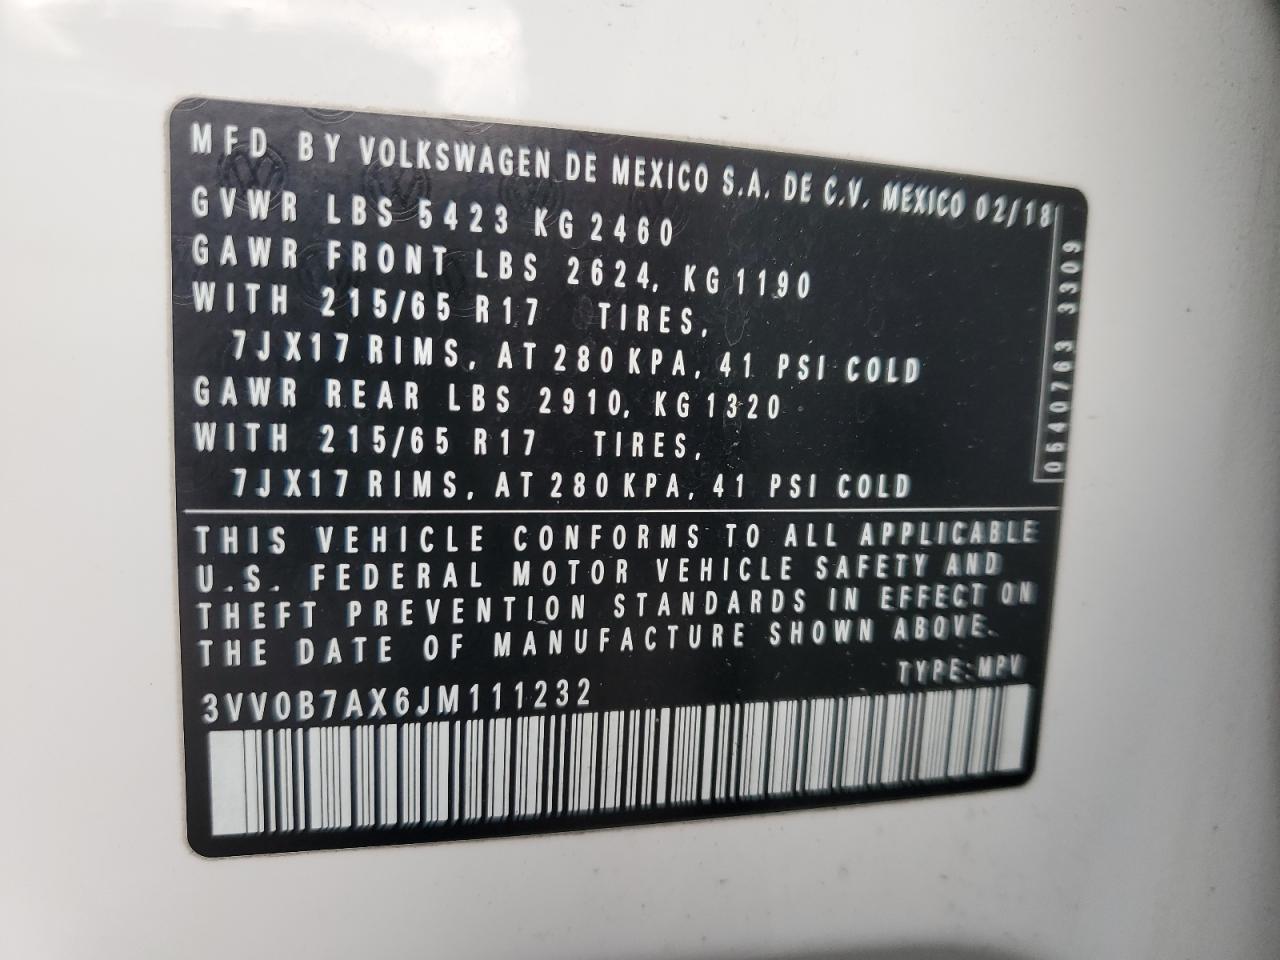 MFD. BY VOLKSWAGEN DE MEXICO S.A. DE C.V. MEXICO 02/18
GVWR LBS 5423 KG 2460
GAWR FRONT LBS 2624, KG 1190
WITH 215/65 R17 TIRES,
7JX17 RIMS, AT 280 KPA, 41 PSI COLD
GAWR REAR LBS 2910, KG 1320
WITH 215/65 R17 TIRES,
7JX17 RIMS, AT 280 KPA, 41 PSI COLD
0540763 3309
THIS VEHICLE CONFORMS TO ALL APPLICABLE
U.S. FEDERAL MOTOR VEHICLE SAFETY AND
THEFT PREVENTION STANDARDS IN EFFECT ON
THE DATE OF MANUFACTURE SHOWN ABOVE.
TYPE: MPV
3VV0B7AX6JM111232